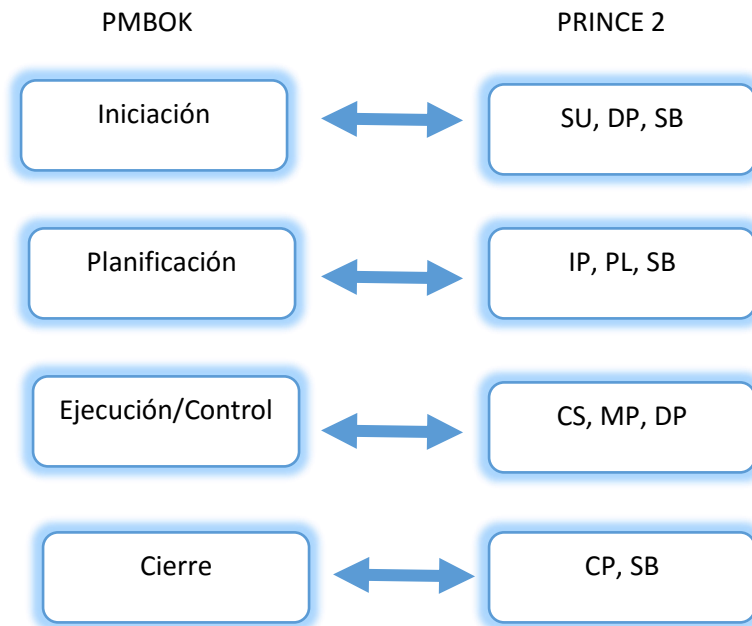 PMBOK
PRINCE 2
Iniciación
SU, DP, SB
Planificación
IP, PL, SB
Ejecución/Control
CS, MP, DP
Cierre
CP, SB